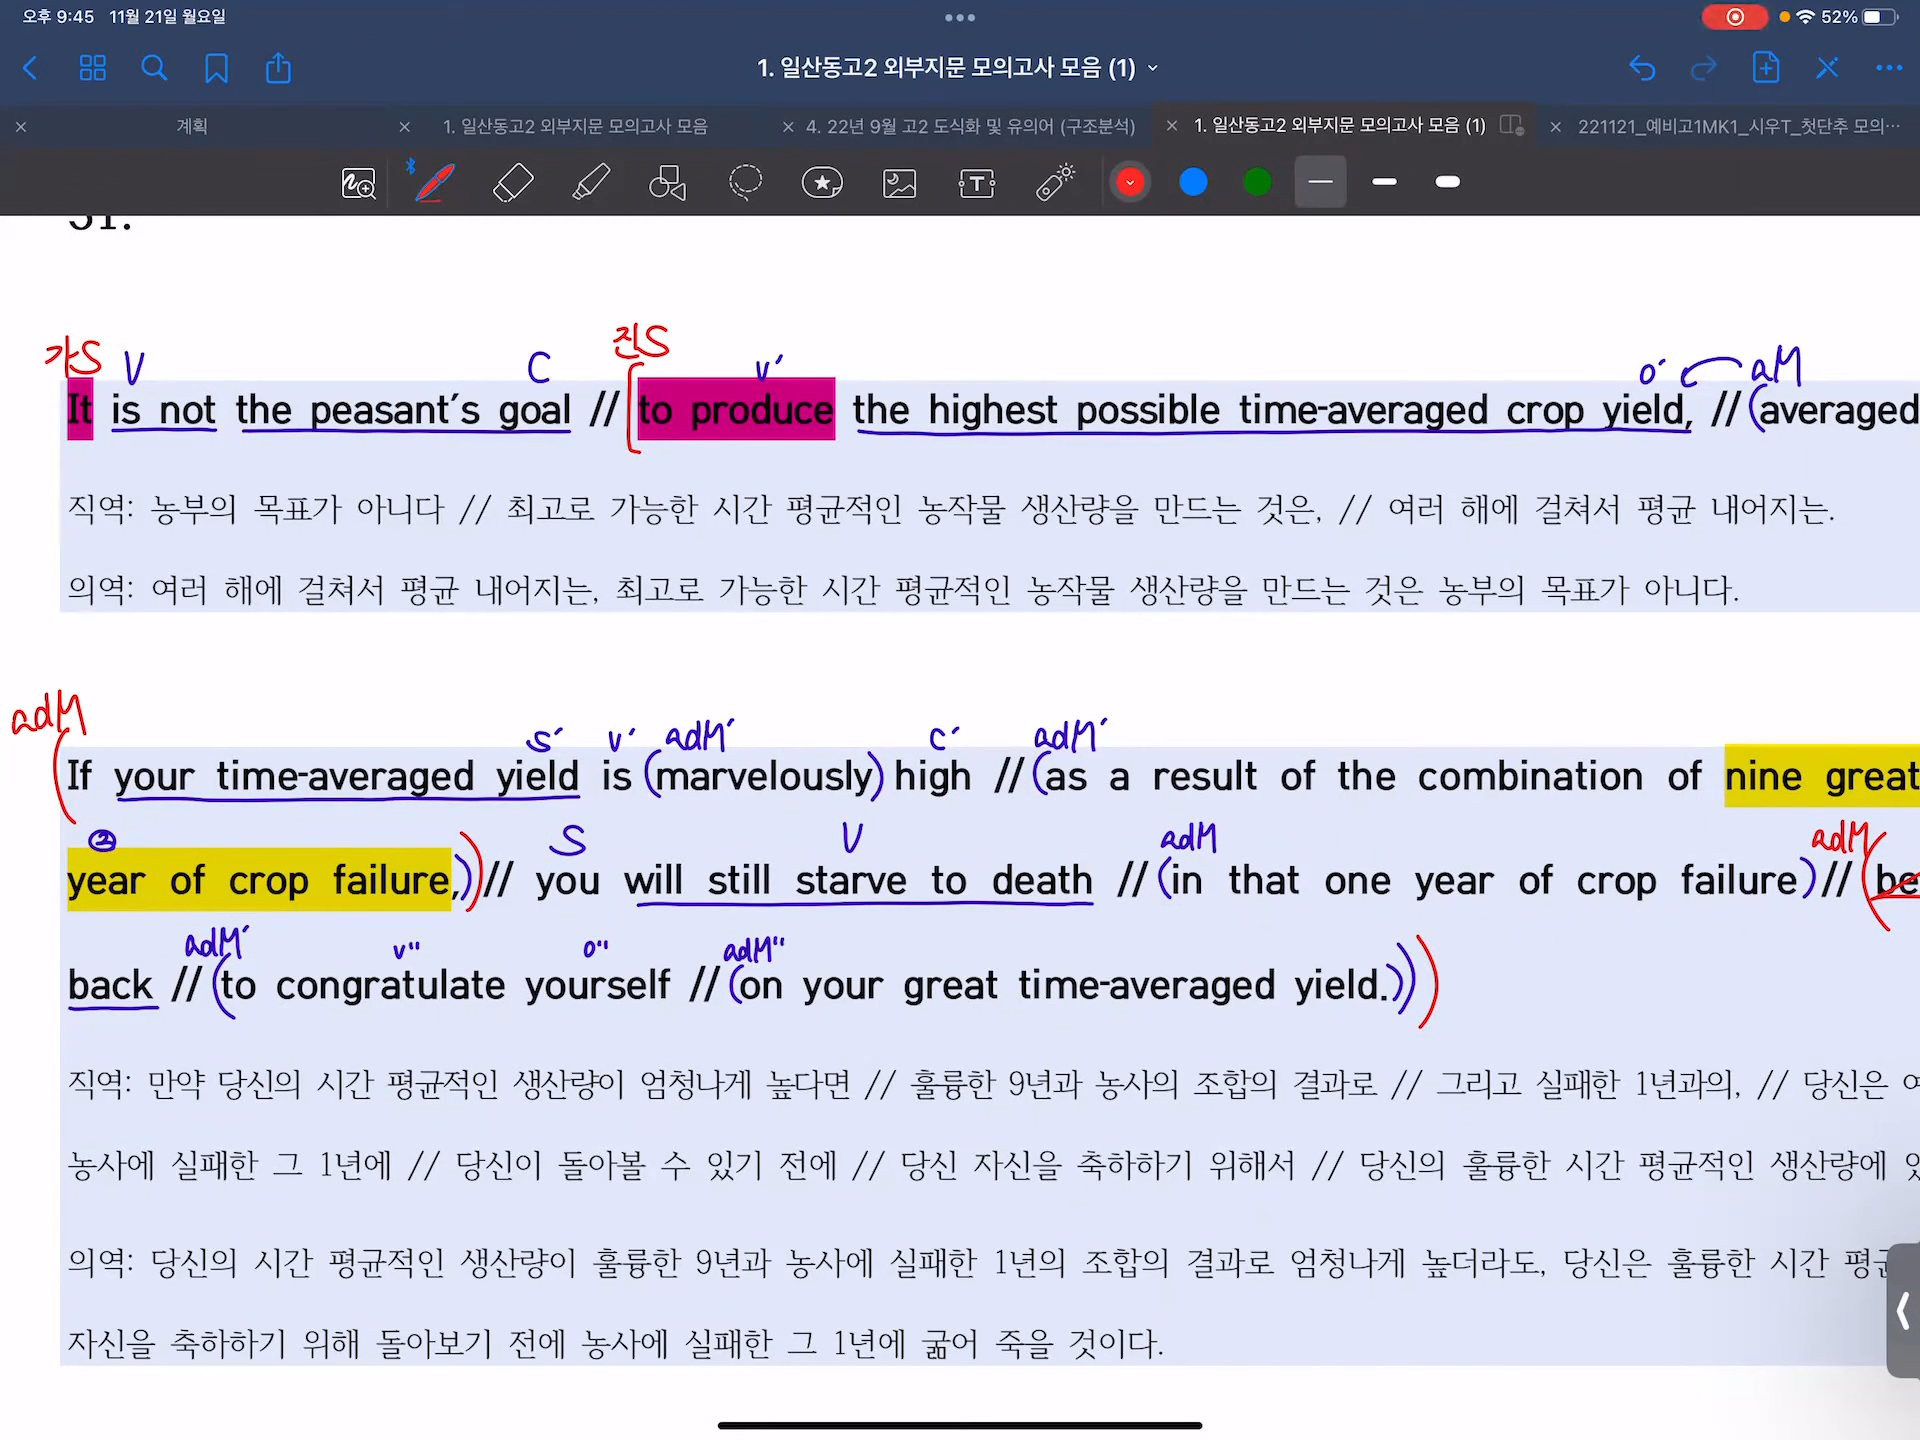 오후 9:45 11월 21일 월요일
52%
1. 일산동고2 외부지문 모의고사 모음 (1)
계획
1. 일산동고2 외부지문 모의고사 모음
4. 22년 9월 고2 도식화 및 유의어 (구조분석)
1. 일산동고2 외부지문 모의고사 모음 (1)
221121_예비고1MK1_시우T_첫단추 모의…
가S V C 진S v' o' aM
It is not the peasant's goal // [to produce the highest possible time-averaged crop yield, // (averaged
직역: 농부의 목표가 아니다 // 최고로 가능한 시간 평균적인 농작물 생산량을 만드는 것은, // 여러 해에 걸쳐서 평균 내어지는.
의역: 여러 해에 걸쳐서 평균 내어지는, 최고로 가능한 시간 평균적인 농작물 생산량을 만드는 것은 농부의 목표가 아니다.
adM s' v' adM' c' adM'
(If your time-averaged yield is (marvelously) high // (as a result of the combination of nine great
② S V adM adM
year of crop failure,)) // you will still starve to death // (in that one year of crop failure) // (be
adM' v'' o'' adM''
back // (to congratulate yourself // (on your great time-averaged yield.)))
직역: 만약 당신의 시간 평균적인 생산량이 엄청나게 높다면 // 훌륭한 9년과 농사의 조합의 결과로 // 그리고 실패한 1년과의, // 당신은
농사에 실패한 그 1년에 // 당신이 돌아볼 수 있기 전에 // 당신 자신을 축하하기 위해서 // 당신의 훌륭한 시간 평균적인 생산량에
의역: 당신의 시간 평균적인 생산량이 훌륭한 9년과 농사에 실패한 1년의 조합의 결과로 엄청나게 높더라도, 당신은 훌륭한 시간
자신을 축하하기 위해 돌아보기 전에 농사에 실패한 그 1년에 굶어 죽을 것이다.